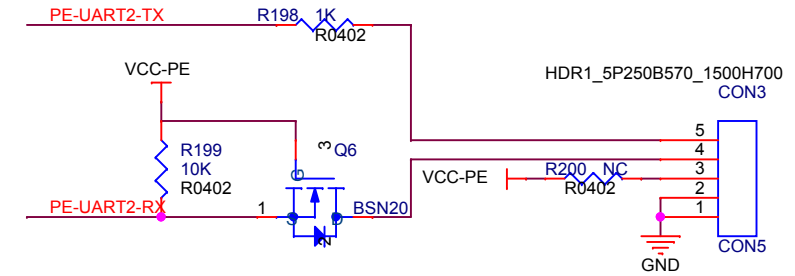 PE-UART2-TX
R198 1K
R0402
VCC-PE
HDR1_5P250B570_1500H700
CON3
R199
10K
R0402
3 Q6
G
5
4
VCC-PE
R200 NC
R0402
3
2
1
PE-UART2-RX
1
S
D
BSN20
2
CON5
GND